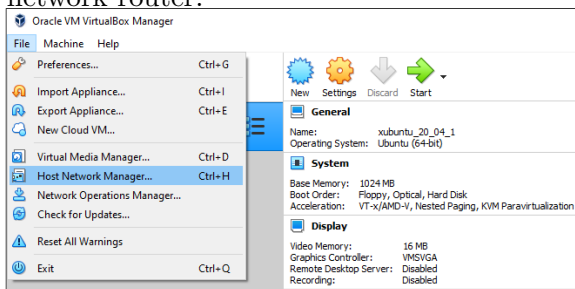 network router.
Oracle VM VirtualBox Manager
File Machine Help
Preferences... Ctrl+G
Import Appliance... Ctrl+I
Export Appliance... Ctrl+E
New Cloud VM...
Virtual Media Manager... Ctrl+D
Host Network Manager... Ctrl+H
Network Operations Manager...
Check for Updates...
Reset All Warnings
Exit Ctrl+Q
New Settings Discard Start
General
Name: xubuntu_20_04_1
Operating System: Ubuntu (64-bit)
System
Base Memory: 1024 MB
Boot Order: Floppy, Optical, Hard Disk
Acceleration: VT-x/AMD-V, Nested Paging, KVM Paravirtualization
Display
Video Memory: 16 MB
Graphics Controller: VMSVGA
Remote Desktop Server: Disabled
Recording: Disabled